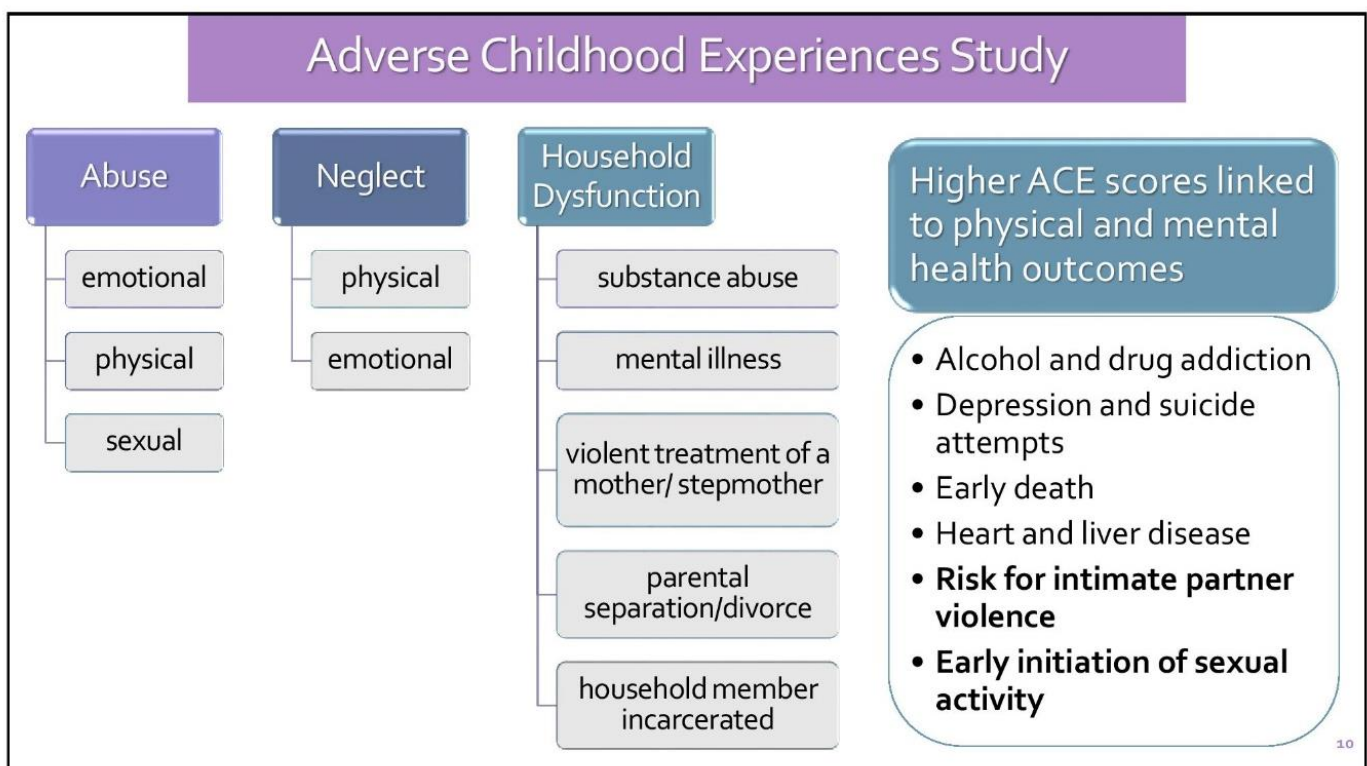 Adverse Childhood Experiences Study
Abuse
emotional
physical
sexual
Neglect
physical
emotional
Household
Dysfunction
substance abuse
mental illness
violent treatment of a
mother/ stepmother
parental
separation/divorce
household member
incarcerated
Higher ACE scores linked
to physical and mental
health outcomes
• Alcohol and drug addiction
• Depression and suicide
attempts
• Early death
• Heart and liver disease
• Risk for intimate partner
violence
• Early initiation of sexual
activity
10